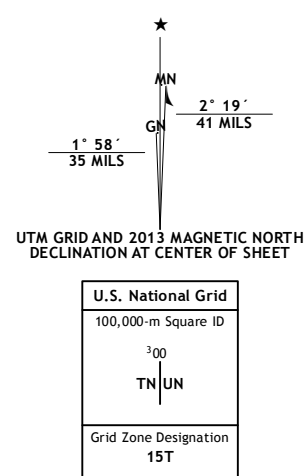 ★
MN
2° 19´
41 MILS
GN
1° 58´
35 MILS
UTM GRID AND 2013 MAGNETIC NORTH
DECLINATION AT CENTER OF SHEET
U.S. National Grid
100,000-m Square ID
³00
TN UN
Grid Zone Designation
15T